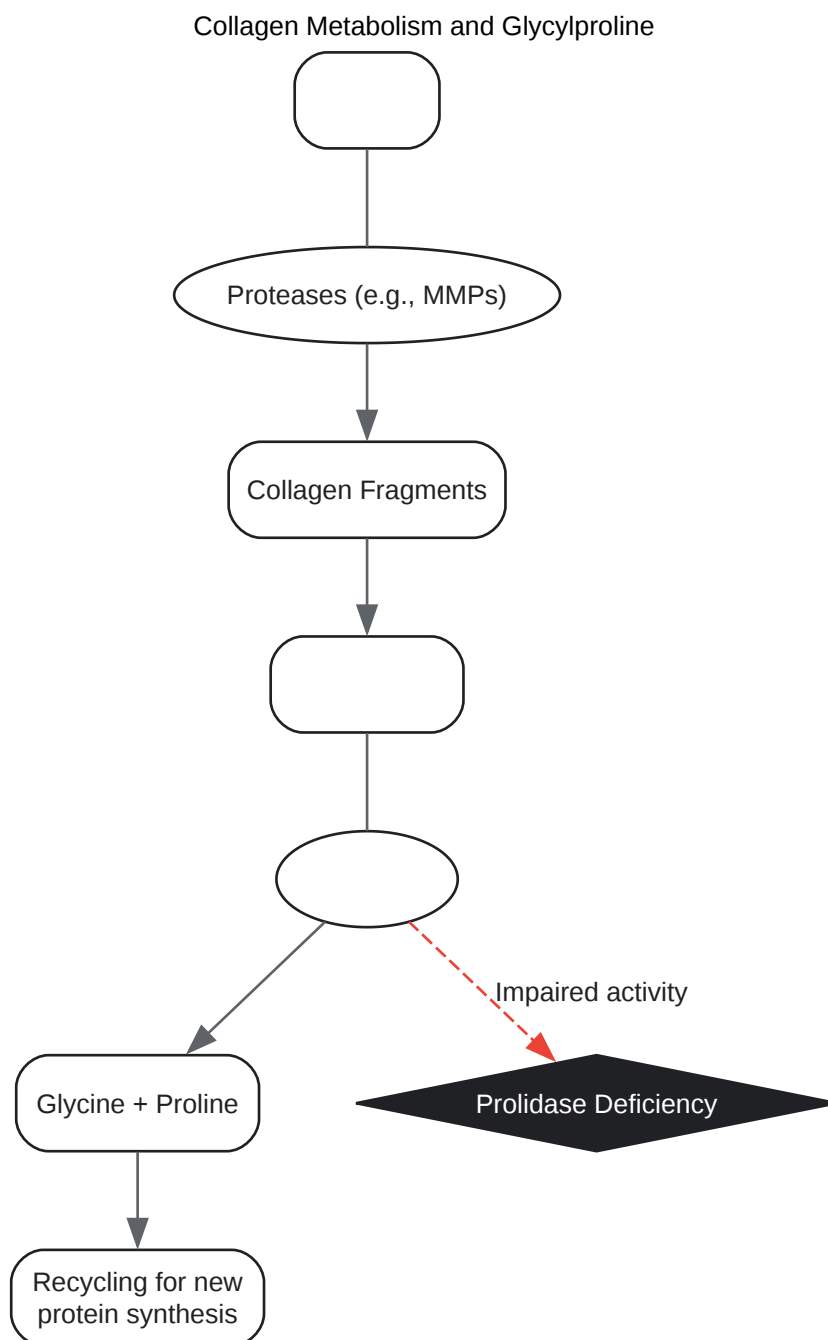 Collagen Metabolism and Glycylproline
Proteases (e.g., MMPs)
Collagen Fragments
Impaired activity
Glycine + Proline
Prolidase Deficiency
Recycling for new
protein synthesis